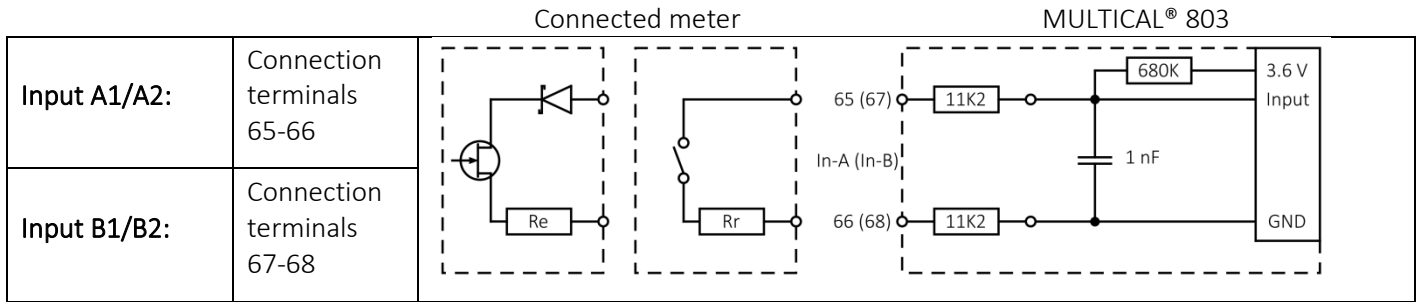 Connected meter
MULTICAL® 803
Input A1/A2:
Connection
terminals
65-66
Input B1/B2:
Connection
terminals
67-68
Re
Rr
65 (67)
In-A (In-B)
66 (68)
11K2
11K2
680K
1 nF
3.6 V
Input
GND